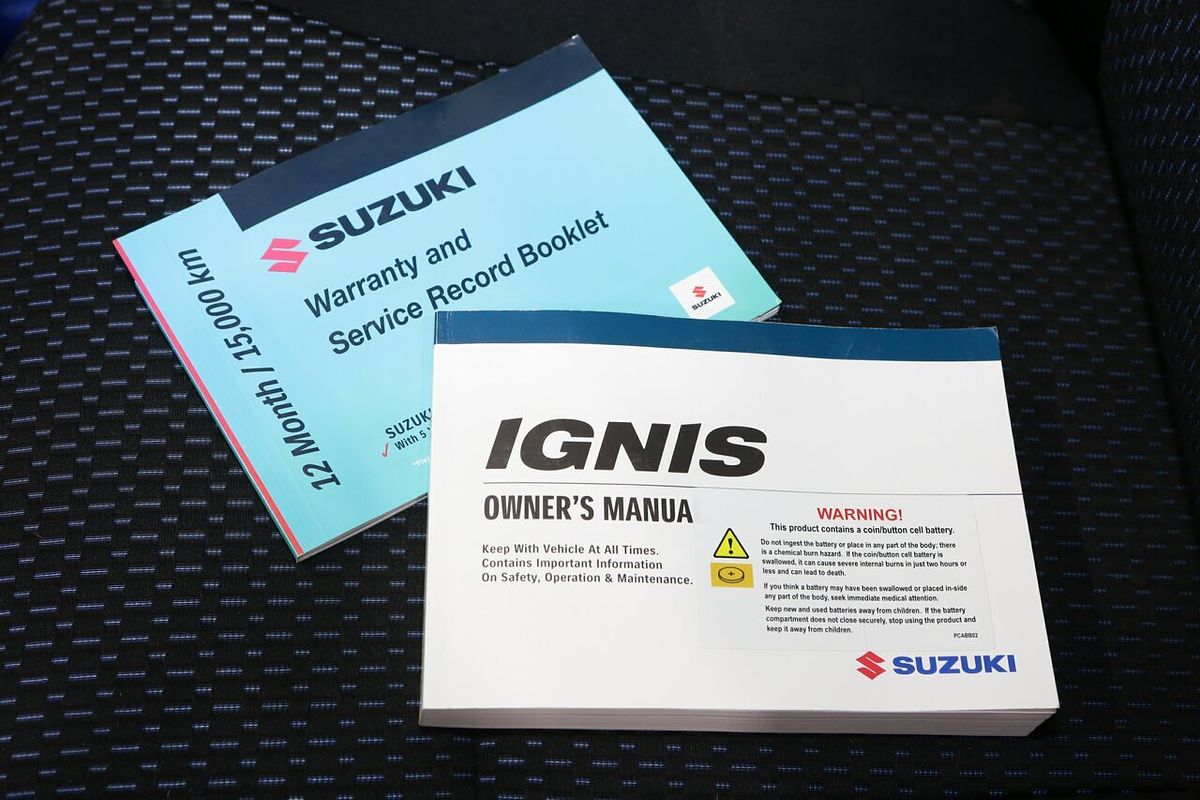 SUZUKI
Warranty and
Service Record Booklet
12 Month / 15,000 km
SUZUKI
SUZUKI
With 5
IGNIS
OWNER'S MANUA
Keep With Vehicle At All Times.
Contains Important Information
On Safety, Operation & Maintenance.
WARNING!
This product contains a coin/button cell battery.
Do not ingest the battery or place in any part of the body; there
is a chemical burn hazard. If the coin/button cell battery is
swallowed, it can cause severe internal burns in just two hours or
less and can lead to death.
If you think a battery may have been swallowed or placed in-side
any part of the body, seek immediate medical attention.
Keep new and used batteries away from children. If the battery
compartment does not close securely, stop using the product and
keep it away from children.
PCABB02
SUZUKI